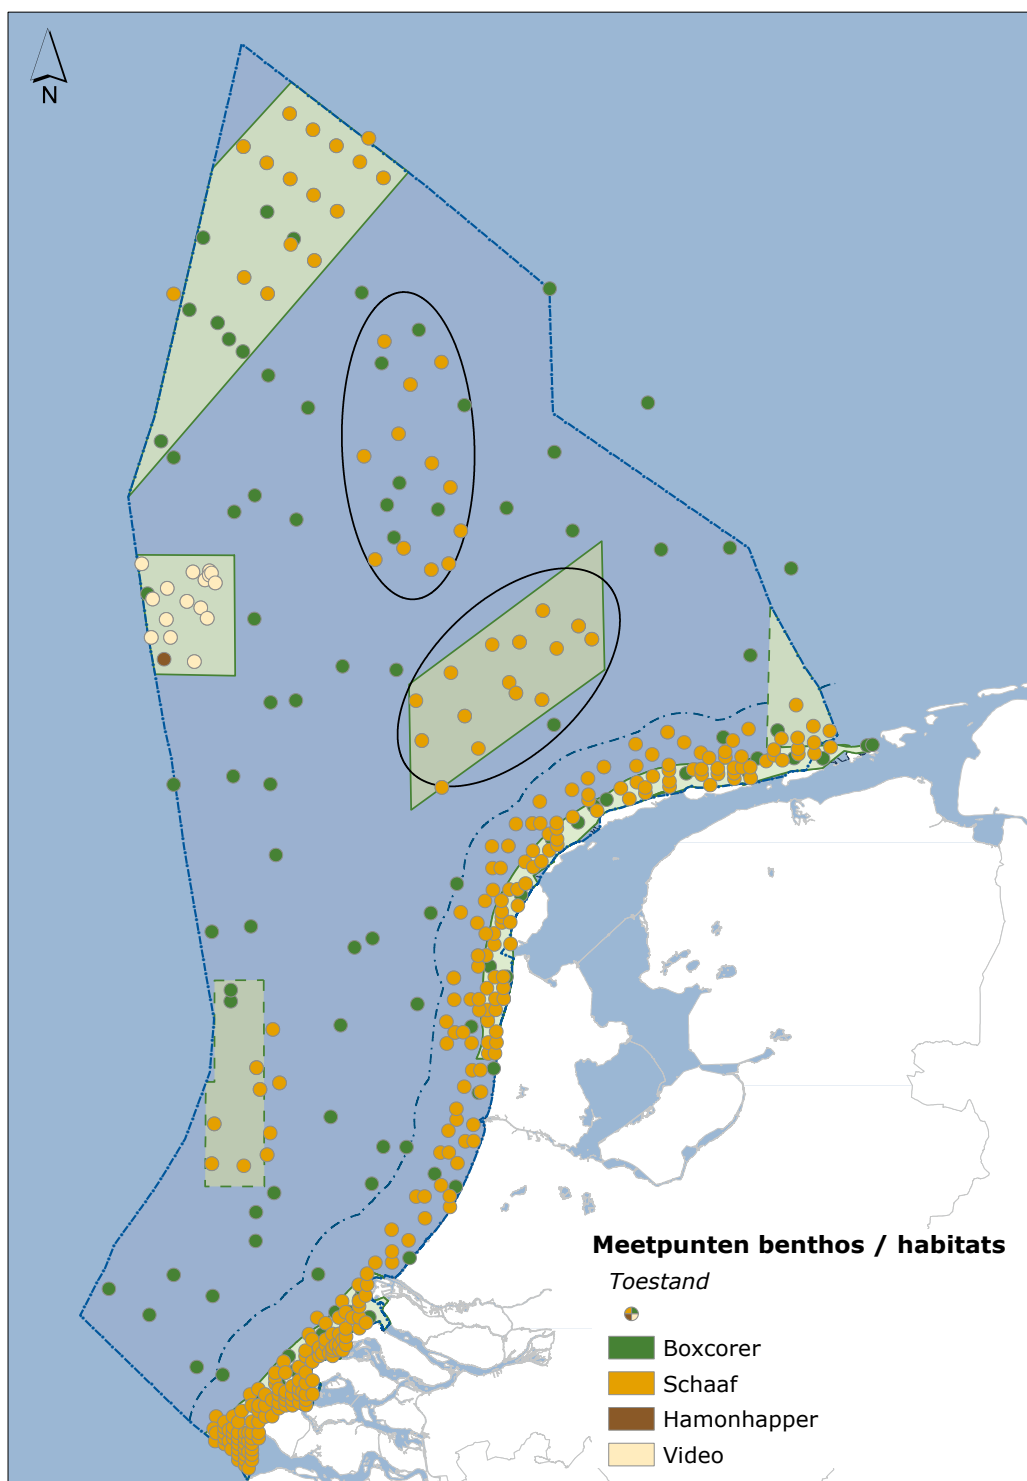 N
Meetpunten benthos / habitats
Toestand
Boxcorer
Schaaf
Hamonhapper
Video